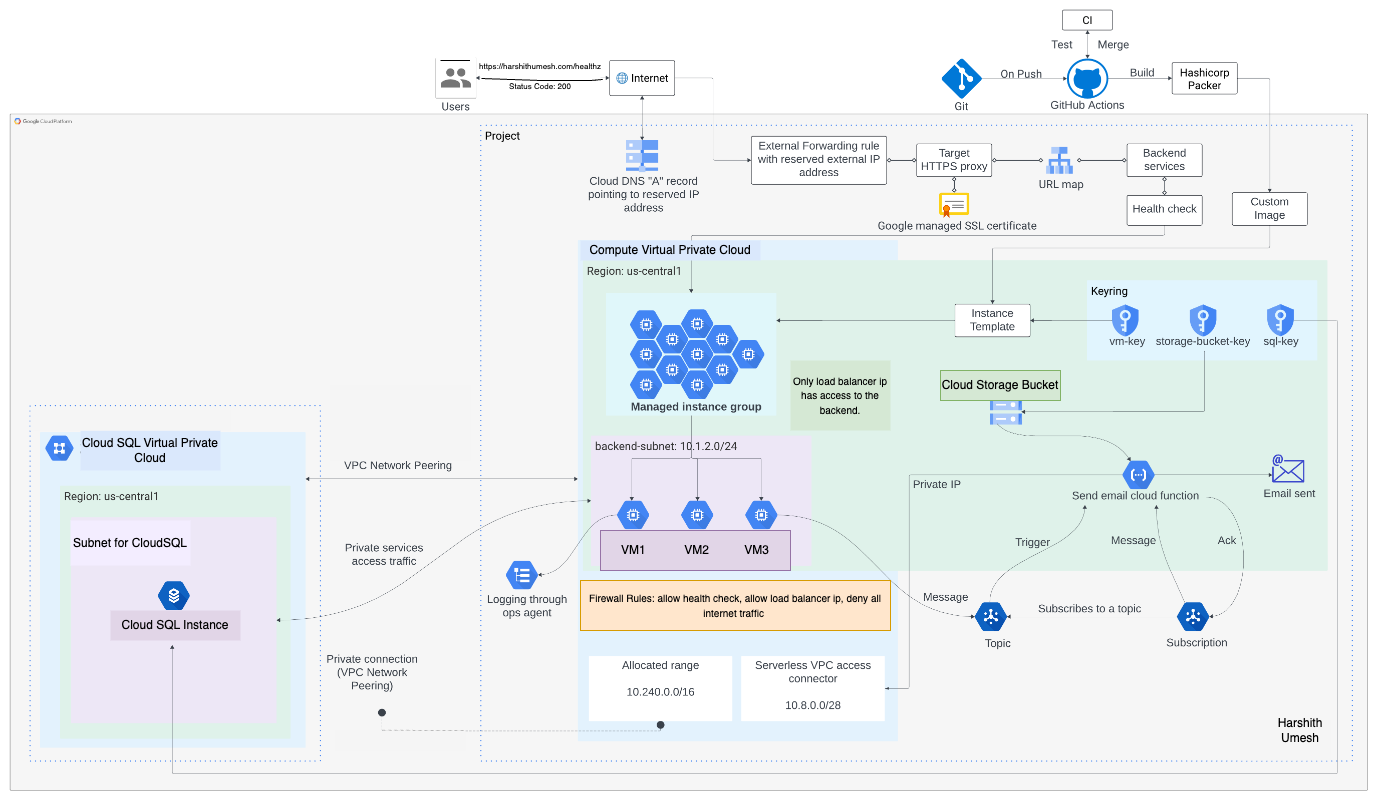 CI
Test
Merge
https://harshithumesh.com/healthz
Status Code: 200
Internet
Users
On Push
Git
GitHub Actions
Build
Hashicorp
Packer
Google Cloud Platform
Project
Cloud DNS "A" record
pointing to reserved IP
address
External Forwarding rule
with reserved external IP
address
Target
HTTPS proxy
URL map
Backend
services
Google managed SSL certificate
Health check
Custom
Image
Compute Virtual Private Cloud
Region: us-central1
Managed instance group
Instance
Template
Keyring
vm-key
storage-bucket-key
sql-key
Only load balancer ip
has access to the
backend.
Cloud Storage Bucket
Cloud SQL Virtual Private
Cloud
Region: us-central1
Subnet for CloudSQL
Cloud SQL Instance
VPC Network Peering
Private services
access traffic
backend-subnet: 10.1.2.0/24
VM1
VM2
VM3
Logging through
ops agent
Firewall Rules: allow health check, allow load balancer ip, deny all
internet traffic
Private IP
Send email cloud function
@
Email sent
Trigger
Message
Ack
Message
Subscribes to a topic
Topic
Subscription
Private connection
(VPC Network
Peering)
Allocated range
10.240.0.0/16
Serverless VPC access
connector
10.8.0.0/28
Harshith
Umesh